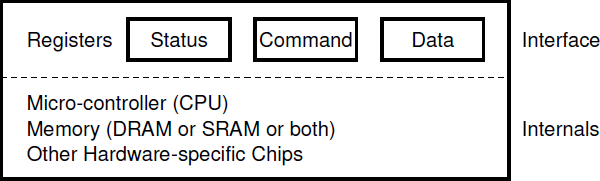 Registers Status Command Data Interface
Micro-controller (CPU)
Memory (DRAM or SRAM or both) Internals
Other Hardware-specific Chips